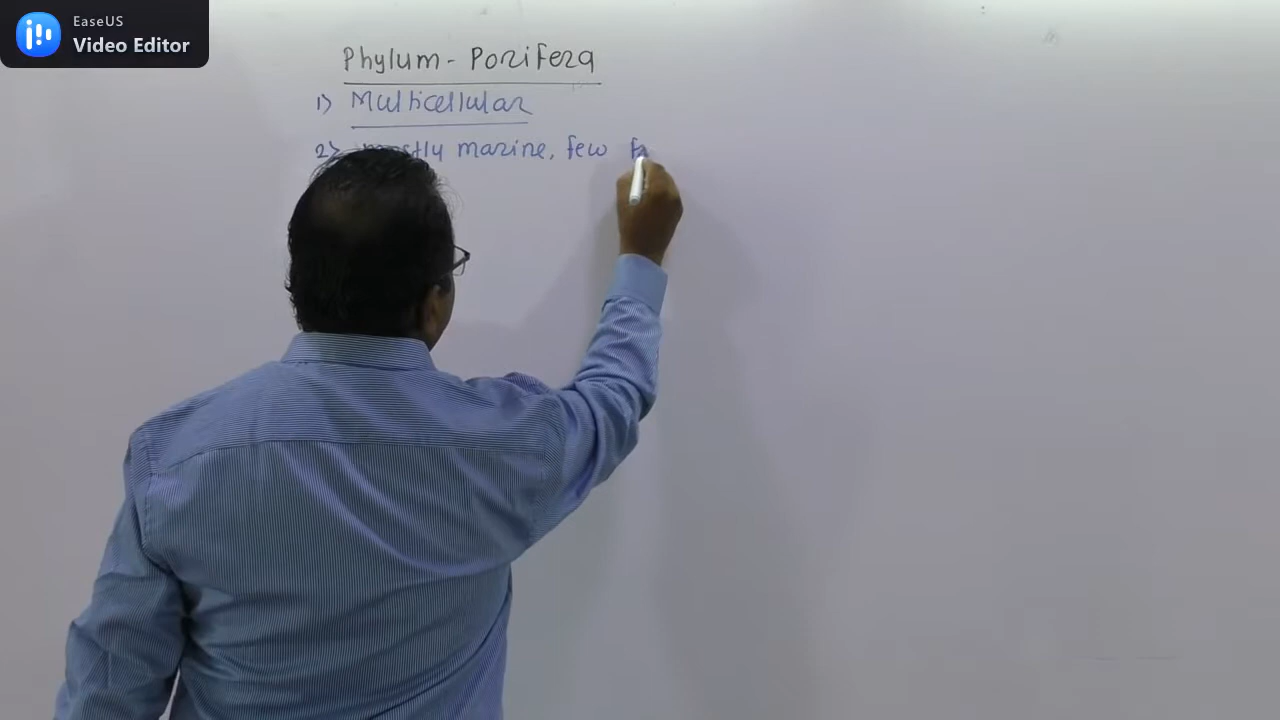 EaseUS
Video Editor
Phylum - Porifera
1) Multicellular
2) mostly marine, few